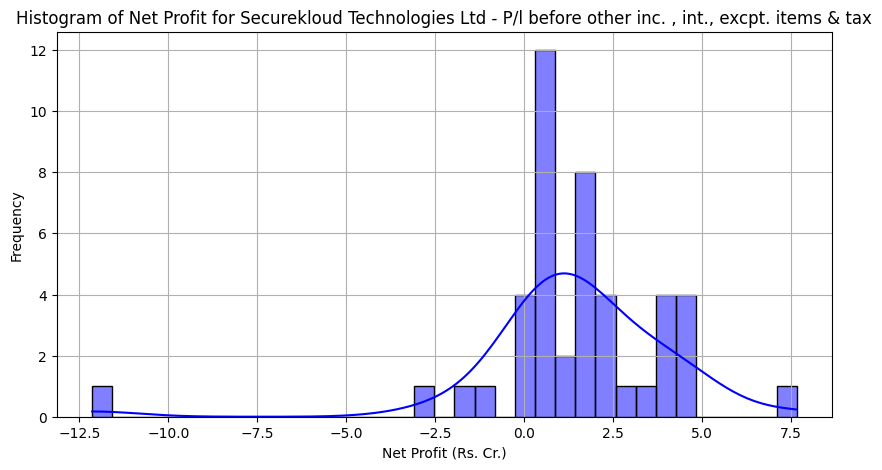 Histogram of Net Profit for Securekloud Technologies Ltd - P/l before other inc. , int., excpt. items & tax
12
10
8
6
4
2
0
Frequency
−12.5 −10.0 −7.5 −5.0 −2.5 0.0 2.5 5.0 7.5
Net Profit (Rs. Cr.)